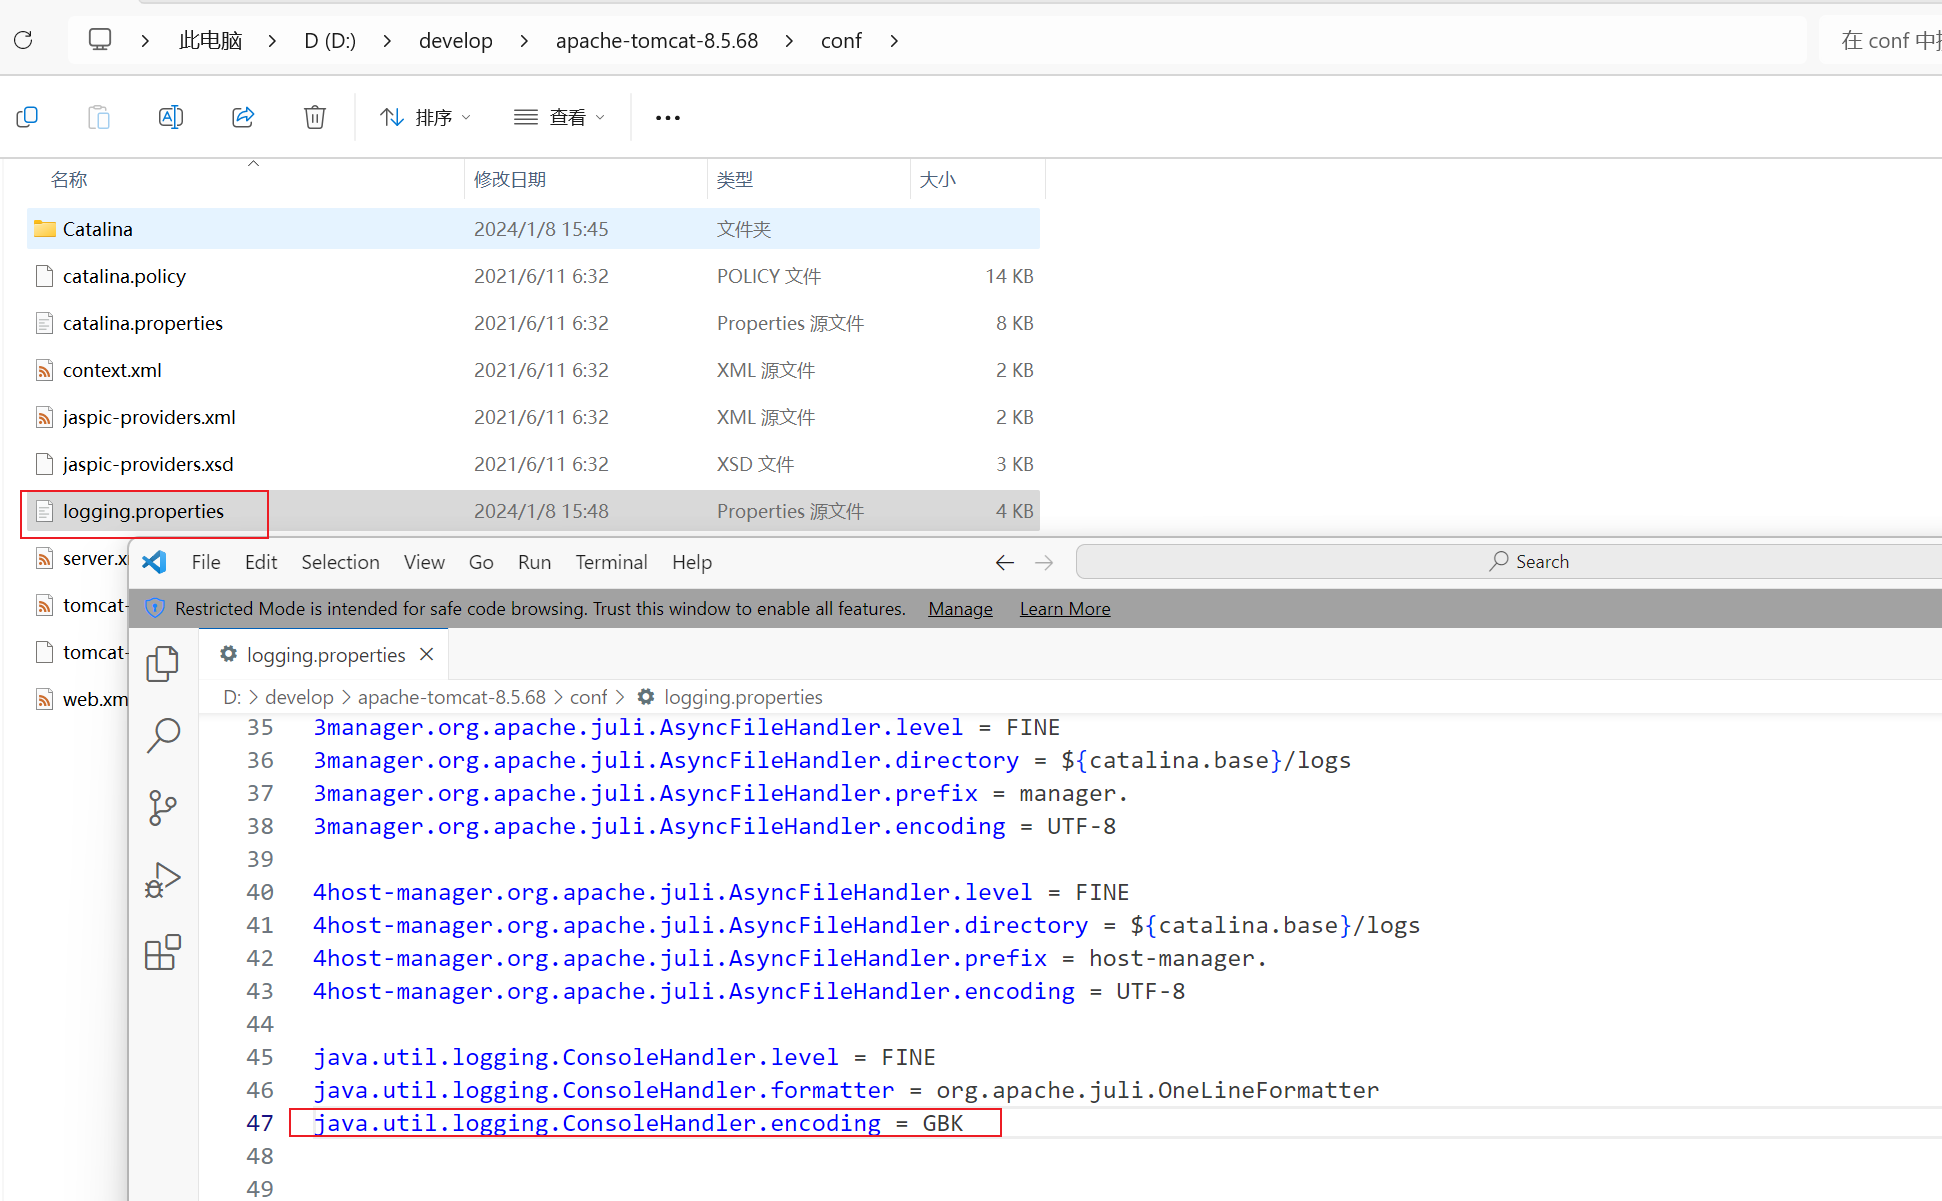 此电脑 D (D:) develop apache-tomcat-8.5.68 conf
在 conf 中
排序 查看
名称 修改日期 类型 大小
Catalina 2024/1/8 15:45 文件夹
catalina.policy 2021/6/11 6:32 POLICY 文件 14 KB
catalina.properties 2021/6/11 6:32 Properties 源文件 8 KB
context.xml 2021/6/11 6:32 XML 源文件 2 KB
jaspic-providers.xml 2021/6/11 6:32 XML 源文件 2 KB
jaspic-providers.xsd 2021/6/11 6:32 XSD 文件 3 KB
logging.properties 2024/1/8 15:48 Properties 源文件 4 KB
server.x
tomcat-
tomcat-
web.xm
File Edit Selection View Go Run Terminal Help Search
Restricted Mode is intended for safe code browsing. Trust this window to enable all features. Manage Learn More
logging.properties
D: > develop > apache-tomcat-8.5.68 > conf > logging.properties
35 3manager.org.apache.juli.AsyncFileHandler.level = FINE
36 3manager.org.apache.juli.AsyncFileHandler.directory = ${catalina.base}/logs
37 3manager.org.apache.juli.AsyncFileHandler.prefix = manager.
38 3manager.org.apache.juli.AsyncFileHandler.encoding = UTF-8
39
40 4host-manager.org.apache.juli.AsyncFileHandler.level = FINE
41 4host-manager.org.apache.juli.AsyncFileHandler.directory = ${catalina.base}/logs
42 4host-manager.org.apache.juli.AsyncFileHandler.prefix = host-manager.
43 4host-manager.org.apache.juli.AsyncFileHandler.encoding = UTF-8
44
45 java.util.logging.ConsoleHandler.level = FINE
46 java.util.logging.ConsoleHandler.formatter = org.apache.juli.OneLineFormatter
47 java.util.logging.ConsoleHandler.encoding = GBK
48
49